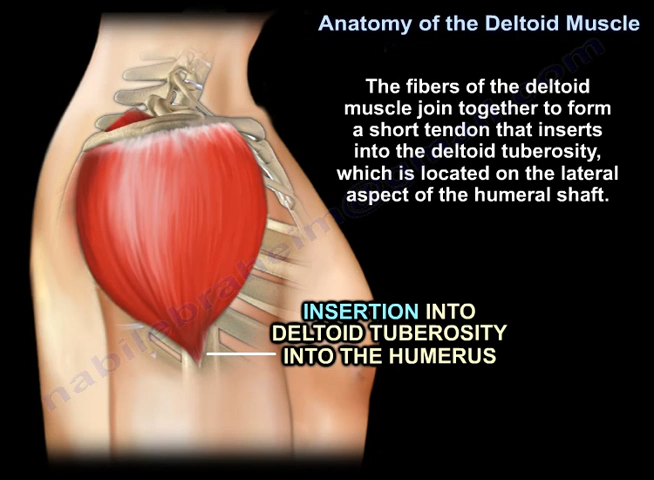 Anatomy of the Deltoid Muscle
The fibers of the deltoid
muscle join together to form
a short tendon that inserts
into the deltoid tuberosity,
which is located on the lateral
aspect of the humeral shaft.
INSERTION INTO
DELTOID TUBEROSITY
INTO THE HUMERUS